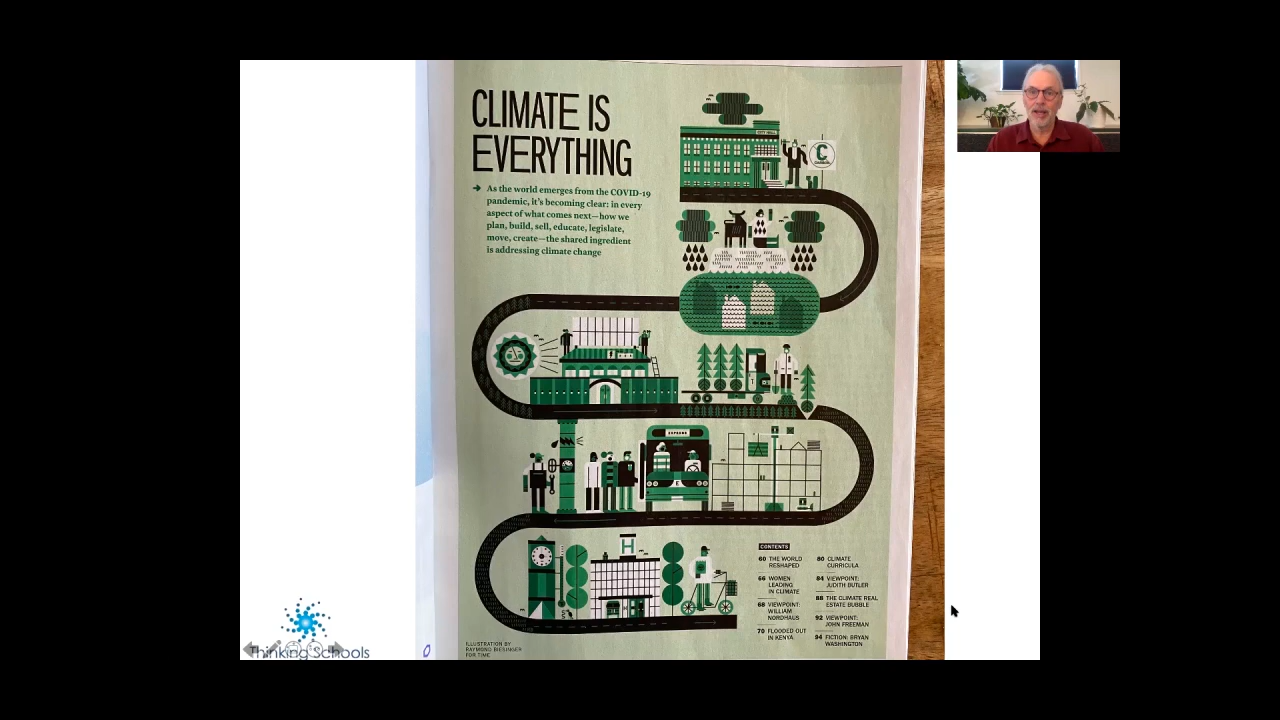 CLIMATE IS
EVERYTHING
As the world emerges from the COVID-19
pandemic, it's becoming clear: in every
aspect of what comes next—how we
plan, build, sell, educate, legislate,
move, create—the shared ingredient
is addressing climate change
CITY HALL
C
EXPRESS
H
CONTENTS
60 THE WORLD
RESHAPED
66 WOMEN
LEADING
IN CLIMATE
68 VIEWPOINT:
WILLIAM
NORDHAUS
70 FLOODED OUT
IN KENYA
80 CLIMATE
CURRICULA
84 VIEWPOINT:
JUDITH BUTLER
88 THE CLIMATE REAL
ESTATE BUBBLE
92 VIEWPOINT:
JOHN FREEMAN
94 FICTION: BRYAN
WASHINGTON
ILLUSTRATION BY
RAYMOND BIESINGER
FOR TIME
Thinking Schools